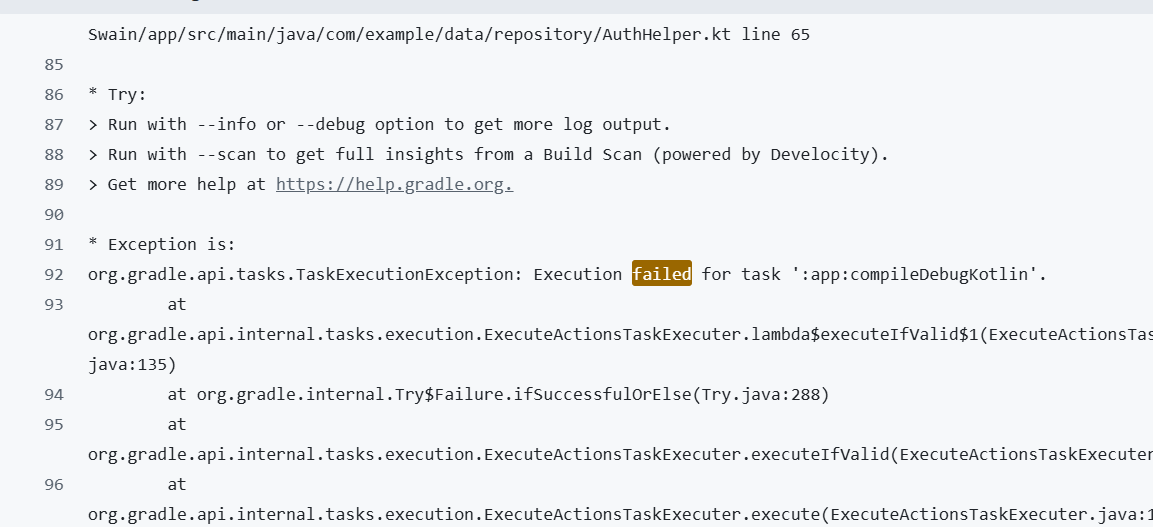 Swain/app/src/main/java/com/example/data/repository/AuthHelper.kt line 65
85
86 * Try:
87 > Run with --info or --debug option to get more log output.
88 > Run with --scan to get full insights from a Build Scan (powered by Develocity).
89 > Get more help at https://help.gradle.org.
90
91 * Exception is:
92 org.gradle.api.tasks.TaskExecutionException: Execution failed for task ':app:compileDebugKotlin'.
93 at
org.gradle.api.internal.tasks.execution.ExecuteActionsTaskExecuter.lambda$executeIfValid$1(ExecuteActionsTas
java:135)
94 at org.gradle.internal.Try$Failure.ifSuccessfulOrElse(Try.java:288)
95 at
org.gradle.api.internal.tasks.execution.ExecuteActionsTaskExecuter.executeIfValid(ExecuteActionsTaskExecuter
96 at
org.gradle.api.internal.tasks.execution.ExecuteActionsTaskExecuter.execute(ExecuteActionsTaskExecuter.java:1